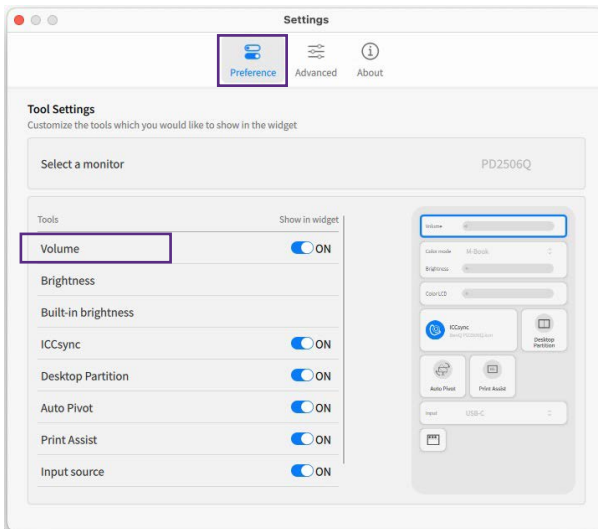 Settings
Preference Advanced About
Tool Settings
Customize the tools which you would like to show in the widget
Select a monitor PD2506Q
Tools Show in widget
Volume ON
Brightness
Built-in brightness
ICCsync ON
Desktop Partition ON
Auto Pivot ON
Print Assist ON
Input source ON
Volume
Color mode M-Book
Brightness
Color LCD
ICCsync
Desktop
Partition
Auto Pivot Print Assist
Input USB-C